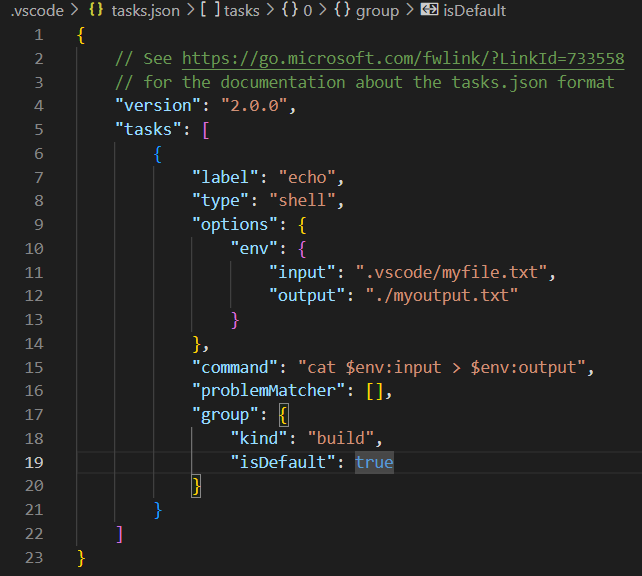 .vscode > {} tasks.json > [ ] tasks > {} 0 > {} group > isDefault
1 {
2 // See https://go.microsoft.com/fwlink/?LinkId=733558
3 // for the documentation about the tasks.json format
4 "version": "2.0.0",
5 "tasks": [
6 {
7 "label": "echo",
8 "type": "shell",
9 "options": {
10 "env": {
11 "input": ".vscode/myfile.txt",
12 "output": "./myoutput.txt"
13 }
14 },
15 "command": "cat $env:input > $env:output",
16 "problemMatcher": [],
17 "group": {
18 "kind": "build",
19 "isDefault": true
20 }
21 }
22 ]
23 }